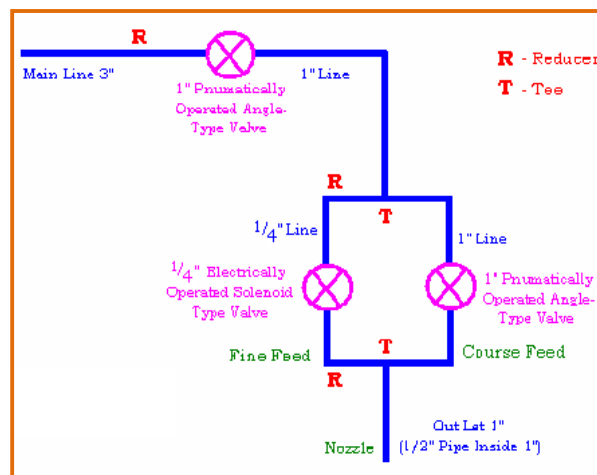 R
Main Line 3"
1" Line
R - Reducer
T - Tee
1" Pnumatically
Operated Angle-
Type Valve
R
T
1/4" Line
1" Line
1/4" Electrically
Operated Solenoid
Type Valve
1" Pnumatically
Operated Angle-
Type Valve
Fine Feed
T
Course Feed
R
Out Let 1"
(1/2" Pipe Inside 1")
Nozzle